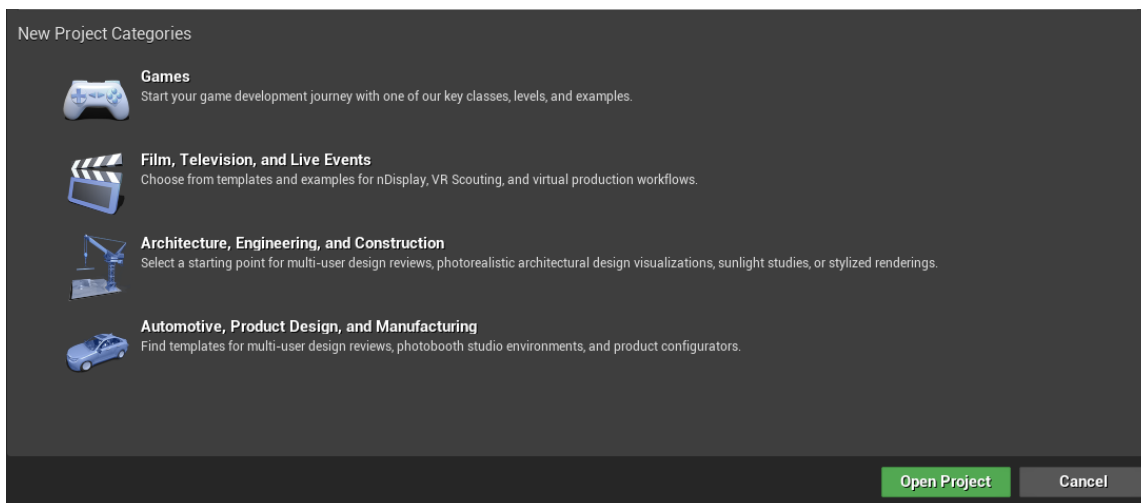 New Project Categories
Games
Start your game development journey with one of our key classes, levels, and examples.
Film, Television, and Live Events
Choose from templates and examples for nDisplay, VR Scouting, and virtual production workflows.
Architecture, Engineering, and Construction
Select a starting point for multi-user design reviews, photorealistic architectural design visualizations, sunlight studies, or stylized renderings.
Automotive, Product Design, and Manufacturing
Find templates for multi-user design reviews, photobooth studio environments, and product configurators.
Open Project Cancel